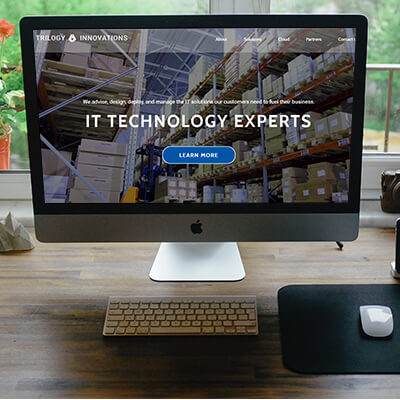 TRILOGY INNOVATIONS
About Solutions Cloud Partners Contact
We advise, design, deploy, and manage the IT solutions our customers need to fuel their business.
IT TECHNOLOGY EXPERTS
LEARN MORE